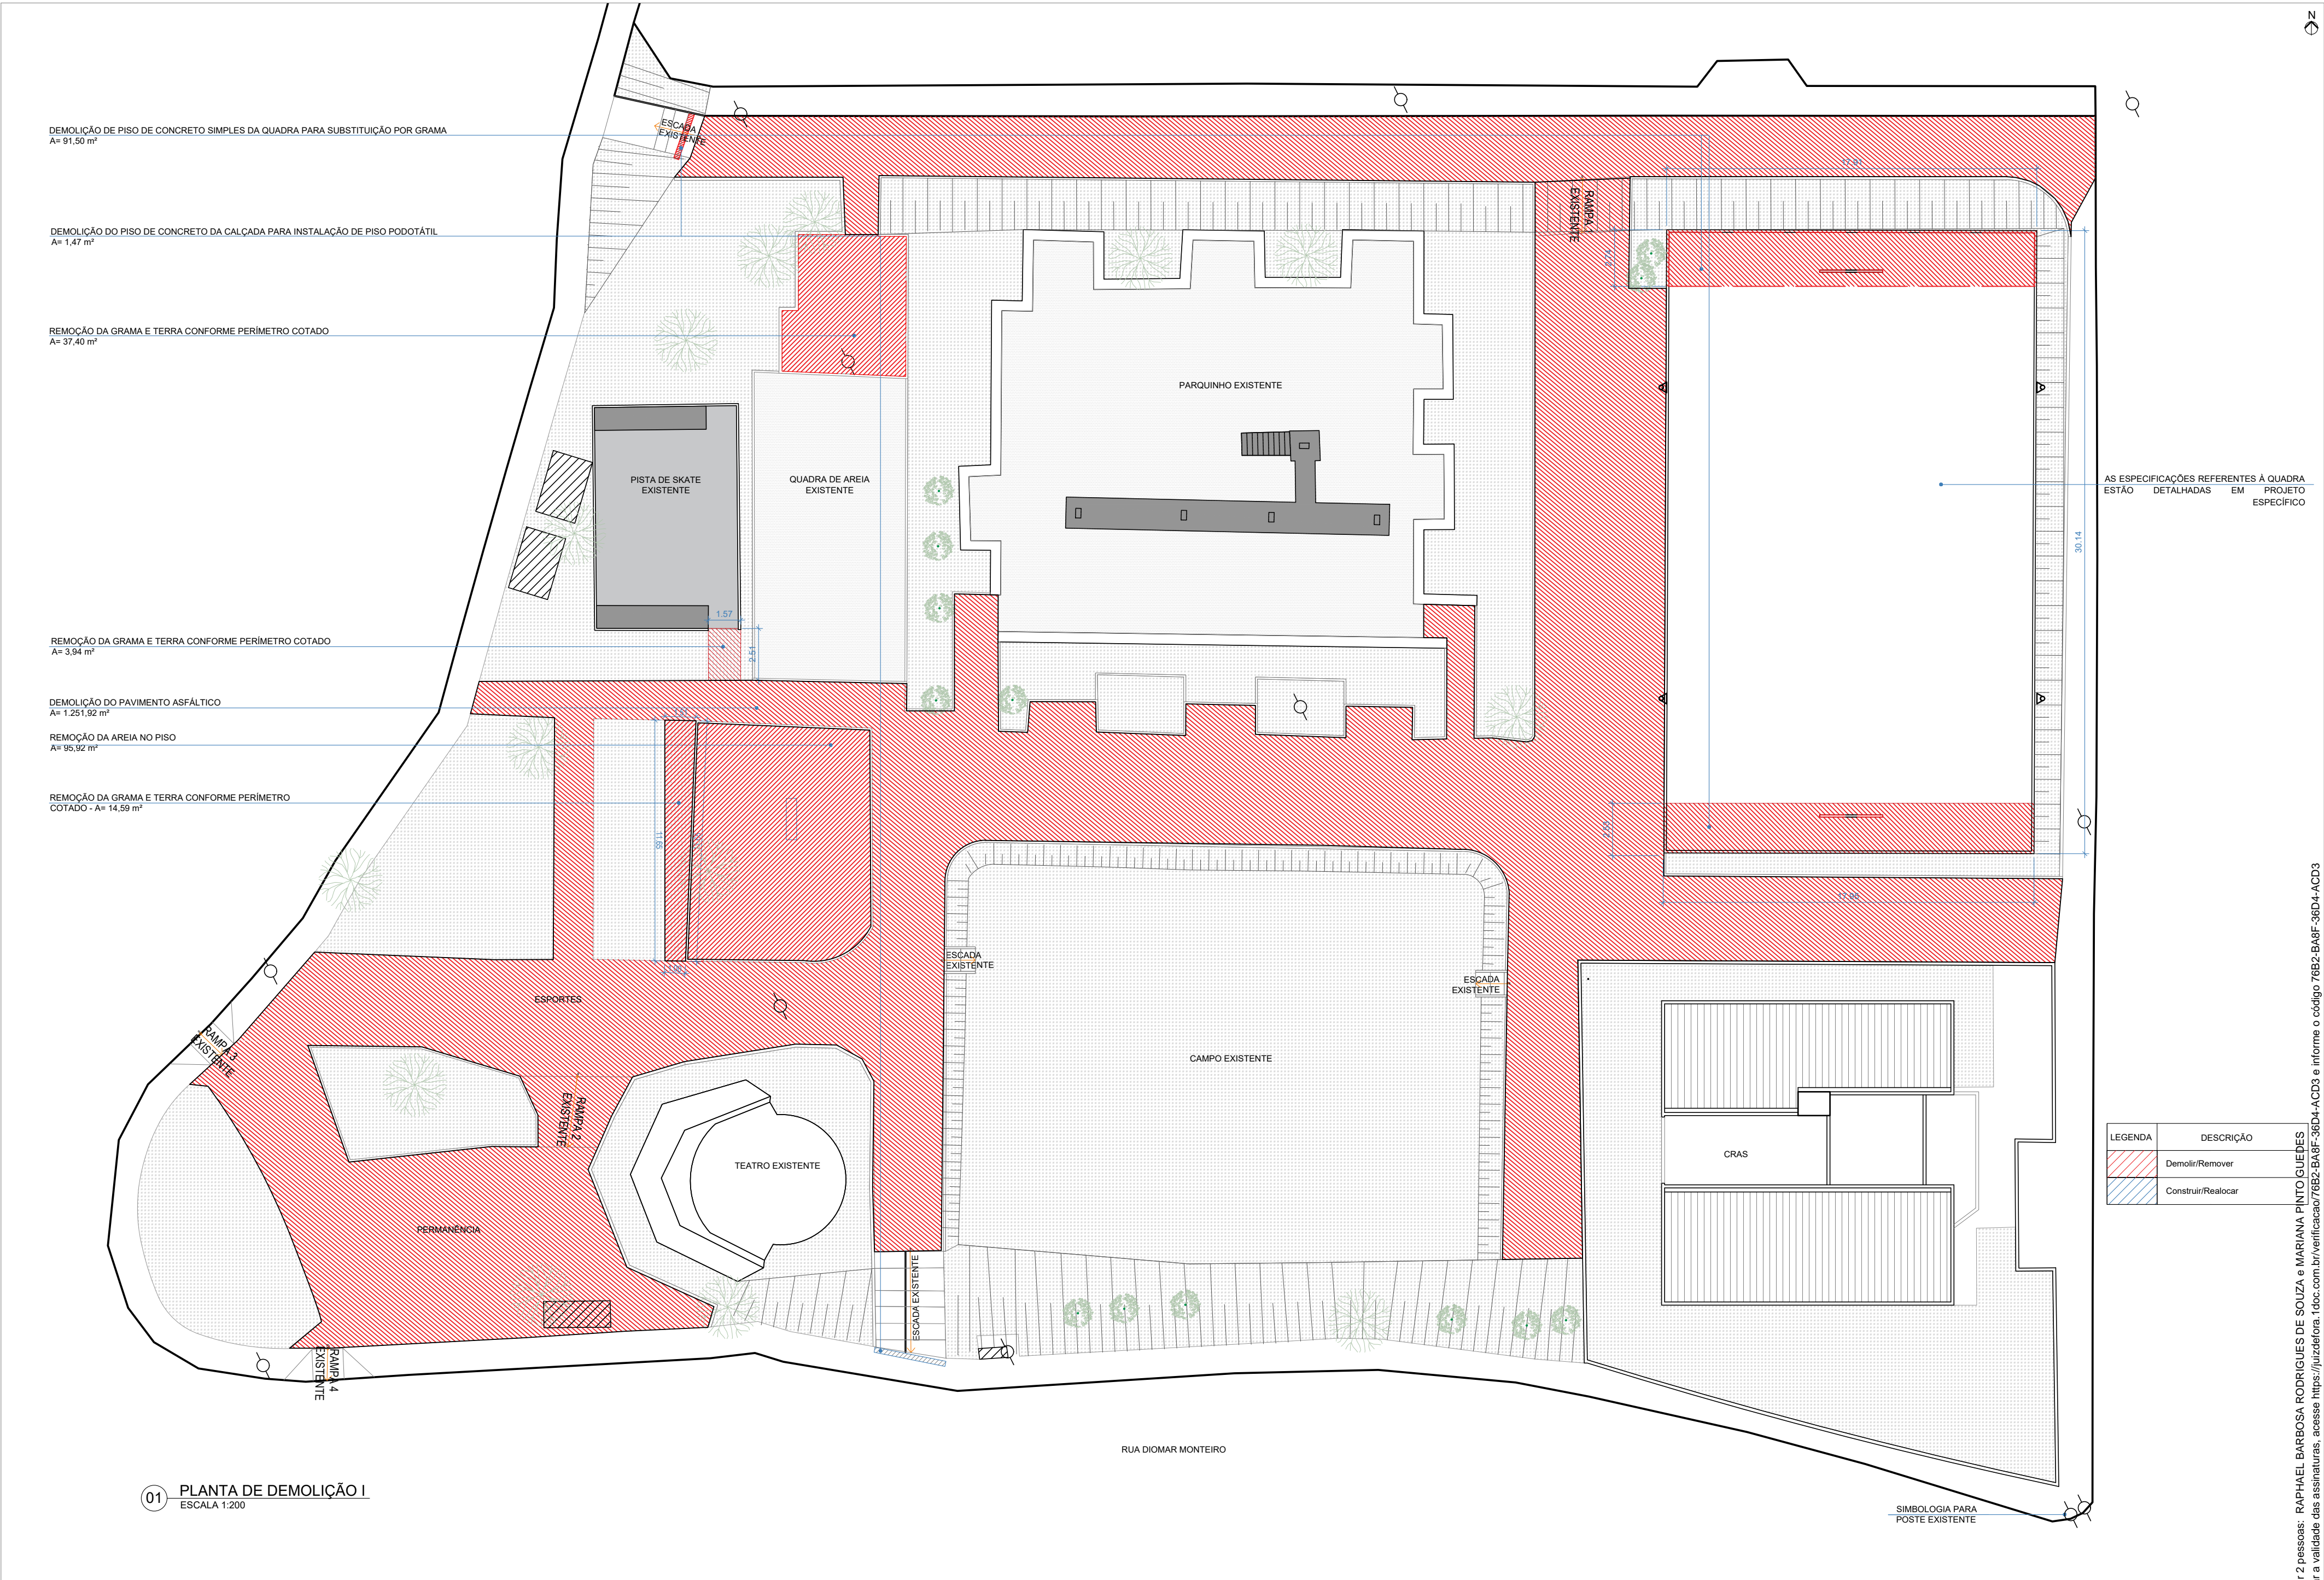 N
DEMOLIÇÃO DE PISO DE CONCRETO SIMPLES DA QUADRA PARA SUBSTITUIÇÃO POR GRAMA
A= 91,50 m²
ESCADA
EXISTENTE
17.91
RAMPA 1
EXISTENTE
DEMOLIÇÃO DO PISO DE CONCRETO DA CALÇADA PARA INSTALAÇÃO DE PISO PODOTÁTIL
A= 1,47 m²
REMOÇÃO DA GRAMA E TERRA CONFORME PERÍMETRO COTADO
A= 37,40 m²
PARQUINHO EXISTENTE
PISTA DE SKATE
EXISTENTE
QUADRA DE AREIA
EXISTENTE
AS ESPECIFICAÇÕES REFERENTES À QUADRA
ESTÃO DETALHADAS EM PROJETO
ESPECÍFICO
30.14
1.57
2.51
REMOÇÃO DA GRAMA E TERRA CONFORME PERÍMETRO COTADO
A= 3,94 m²
DEMOLIÇÃO DO PAVIMENTO ASFÁLTICO
A= 1.251,92 m²
REMOÇÃO DA AREIA NO PISO
A= 95,92 m²
REMOÇÃO DA GRAMA E TERRA CONFORME PERÍMETRO
COTADO - A= 14,59 m²
11.65
17.95
ESCADA
EXISTENTE
ESCADA
EXISTENTE
ESPORTES
RAMPA 3
EXISTENTE
CAMPO EXISTENTE
RAMPA 2
EXISTENTE
TEATRO EXISTENTE
CRAS
PERMANÊNCIA
LEGENDA
DESCRIÇÃO
Demolir/Remover
Construir/Realocar
ESCADA EXISTENTE
RAMPA 4
EXISTENTE
RUA DIOMAR MONTEIRO
01
PLANTA DE DEMOLIÇÃO I
ESCALA 1:200
SIMBOLOGIA PARA
POSTE EXISTENTE
r 2 pessoas: RAPHAEL BARBOSA RODRIGUES DE SOUZA e MARIANA PINTO GUEDES
r a validade das assinaturas, acesse https://juizdefora.1doc.com.br/verificacao/76B2-BA8F-36D4-ACD3 e informe o código 76B2-BA8F-36D4-ACD3